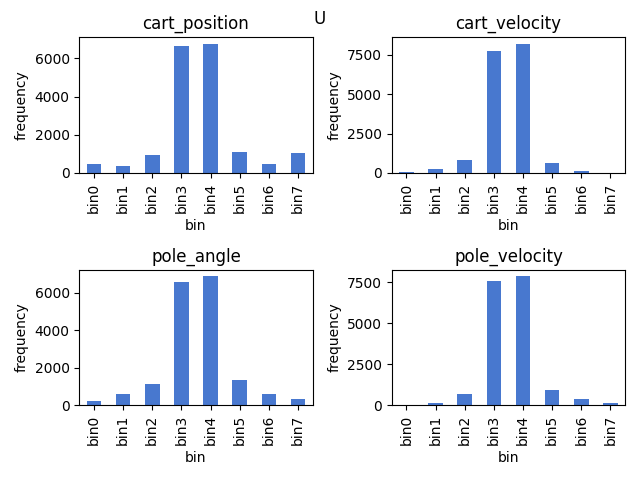 U
cart_position
frequency
6000
4000
2000
0
bin0 bin1 bin2 bin3 bin4 bin5 bin6 bin7
bin
cart_velocity
frequency
7500
5000
2500
0
bin0 bin1 bin2 bin3 bin4 bin5 bin6 bin7
bin
pole_angle
frequency
6000
4000
2000
0
bin0 bin1 bin2 bin3 bin4 bin5 bin6 bin7
bin
pole_velocity
frequency
7500
5000
2500
0
bin0 bin1 bin2 bin3 bin4 bin5 bin6 bin7
bin